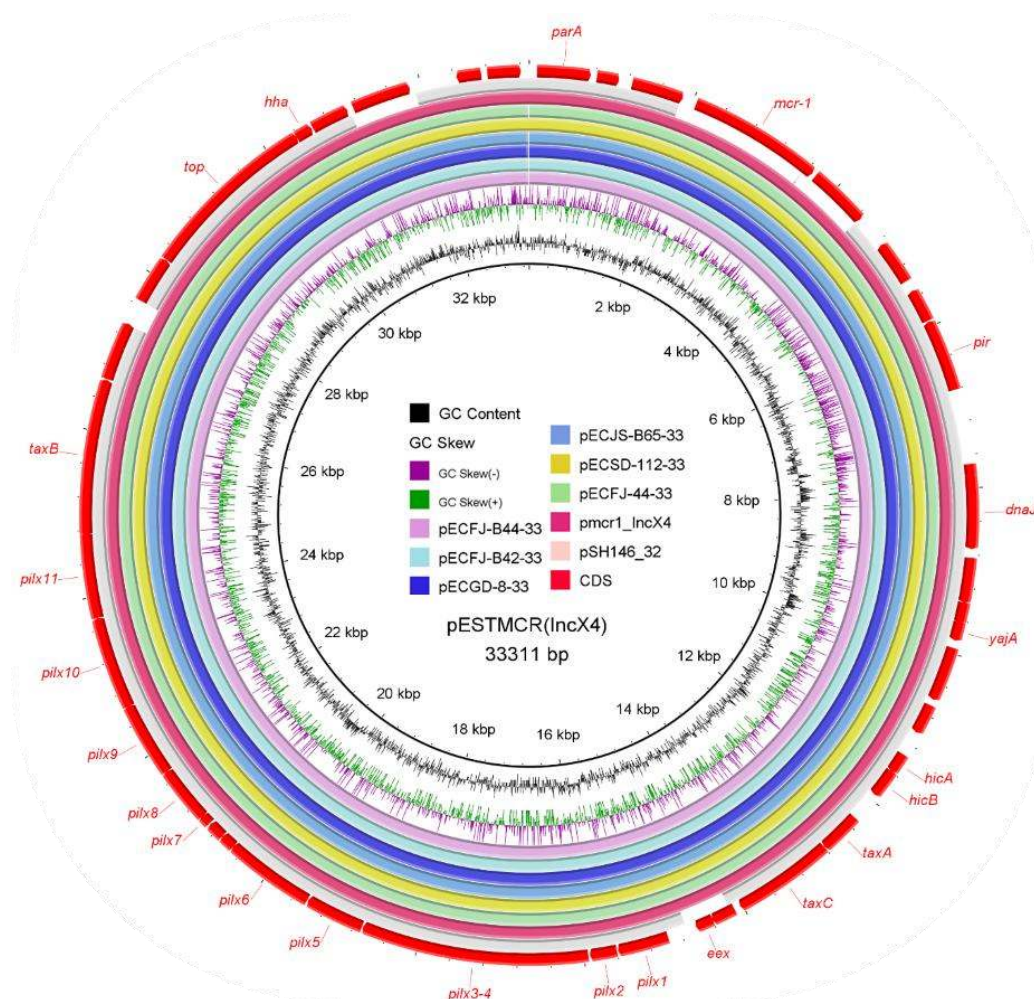 parA
hha
mcr-1
top
32 kbp
2 kbp
30 kbp
4 kbp
pir
28 kbp
6 kbp
GC Content
GC Skew
pECJS-B65-33
taxB
GC Skew(-)
pECSD-112-33
26 kbp
8 kbp
GC Skew(+)
pECFJ-44-33
dnaJ
pECFJ-B44-33
pmcr1_IncX4
24 kbp
pECFJ-B42-33
pSH146_32
pilx11
pECGD-8-33
CDS
10 kbp
pESTMCR(IncX4)
33311 bp
yajA
22 kbp
12 kbp
pilx10
20 kbp
14 kbp
18 kbp
16 kbp
pilx9
hicA
hicB
pilx8
pilx7
taxA
pilx6
taxC
pilx5
eex
pilx3-4
pilx2
pilx1